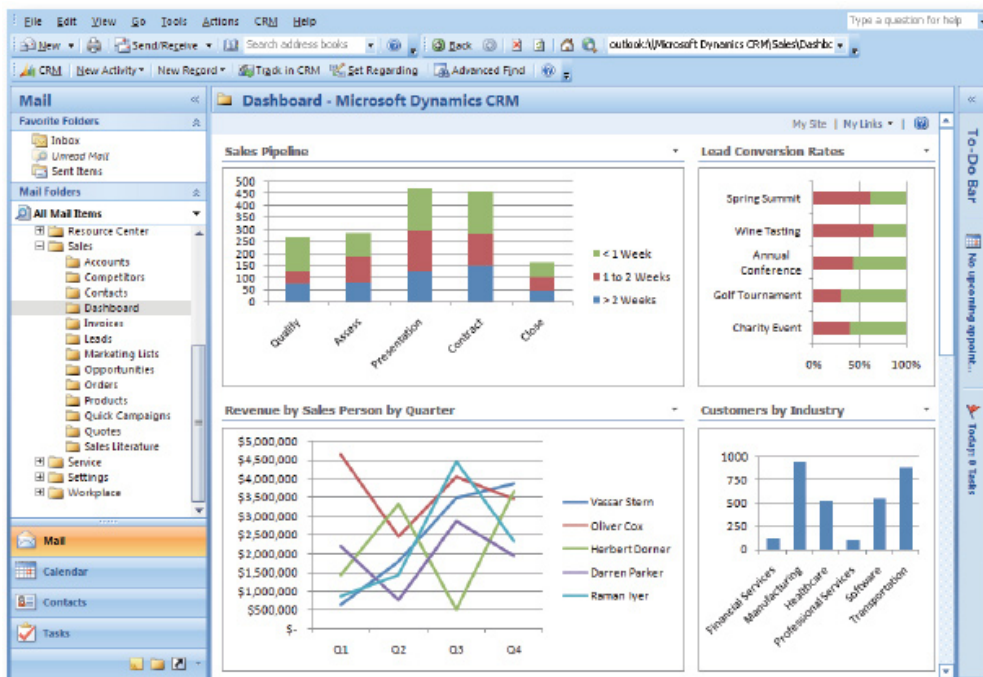 File Edit View Go Tools Actions CRM Help Type a question for help
New Send/Receive Search address books Back outlook:\\Microsoft Dynamics CRM\Sales\Dashbc
CRM New Activity New Record Track in CRM Set Regarding Advanced Find
Mail
Favorite Folders
Inbox
Unread Mail
Sent Items
Mail Folders
All Mail Items
Resource Center
Sales
Accounts
Competitors
Contacts
Dashboard
Invoices
Leads
Marketing Lists
Opportunities
Orders
Products
Quick Campaigns
Quotes
Sales Literature
Service
Settings
Workplace
Mail
Calendar
Contacts
Tasks
Dashboard - Microsoft Dynamics CRM
My Site | My Links
Sales Pipeline
500
450
400
350
300
250
200
150
100
50
0
Qualify
Assess
Presentation
Contract
Close
< 1 Week
1 to 2 Weeks
> 2 Weeks
Lead Conversion Rates
Spring Summit
Wine Tasting
Annual
Conference
Golf Tournament
Charity Event
0% 50% 100%
Revenue by Sales Person by Quarter
$5,000,000
$4,500,000
$4,000,000
$3,500,000
$3,000,000
$2,500,000
$2,000,000
$1,500,000
$1,000,000
$500,000
$-
Q1 Q2 Q3 Q4
Vassar Stern
Oliver Cox
Herbert Dorner
Darren Parker
Raman Iyer
Customers by Industry
1000
750
500
250
0
Financial Services
Manufacturing
Healthcare
Professional Services
Software
Transportation
To-Do Bar
No upcoming appoint...
Today: 0 Tasks